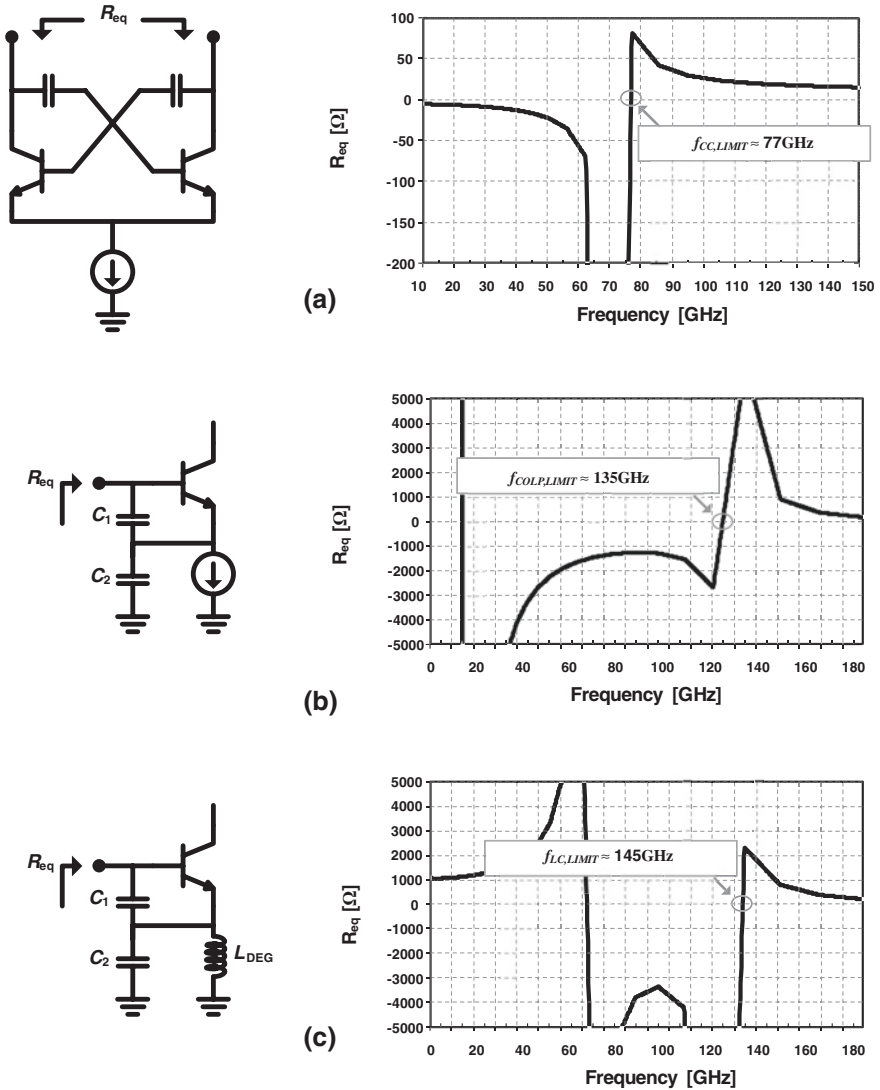 Req
100
50
0
-50
-100
-150
-200
Req [Ω]
fCC,LIMIT ≈ 77GHz
10 20 30 40 50 60 70 80 90 100 110 120 130 140 150
Frequency [GHz]
(a)
Req
C1
C2
5000
4000
3000
2000
1000
0
-1000
-2000
-3000
-4000
-5000
Req [Ω]
fCOLP,LIMIT ≈ 135GHz
0 20 40 60 80 100 120 140 160 180
Frequency [GHz]
(b)
Req
C1
C2
LDEG
5000
4000
3000
2000
1000
0
-1000
-2000
-3000
-4000
-5000
Req [Ω]
fLC,LIMIT ≈ 145GHz
0 20 40 60 80 100 120 140 160 180
Frequency [GHz]
(c)